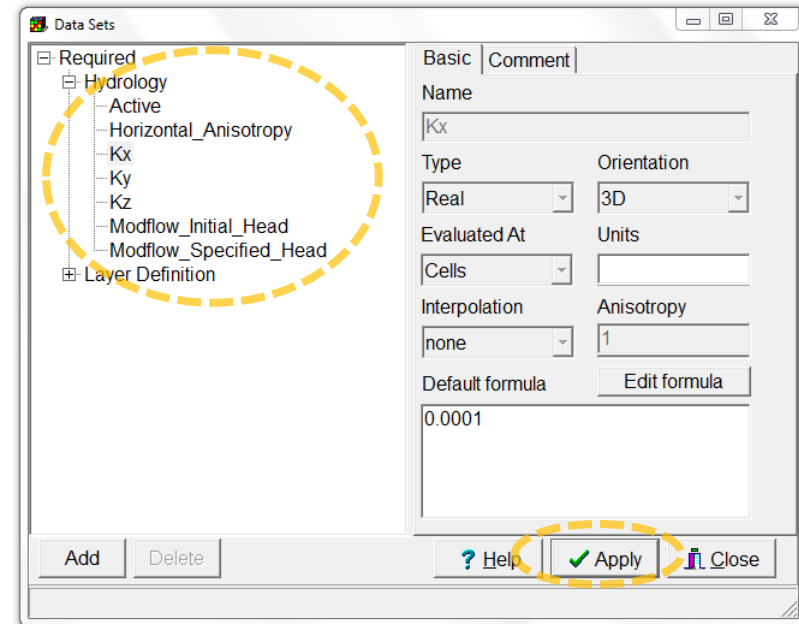 Data Sets
Required
Hydrology
Active
Horizontal_Anisotropy
Kx
Ky
Kz
Modflow_Initial_Head
Modflow_Specified_Head
Layer Definition
Basic Comment
Name
Kx
Type Orientation
Real 3D
Evaluated At Units
Cells
Interpolation Anisotropy
none 1
Default formula Edit formula
0.0001
Add Delete ? Help Apply Close